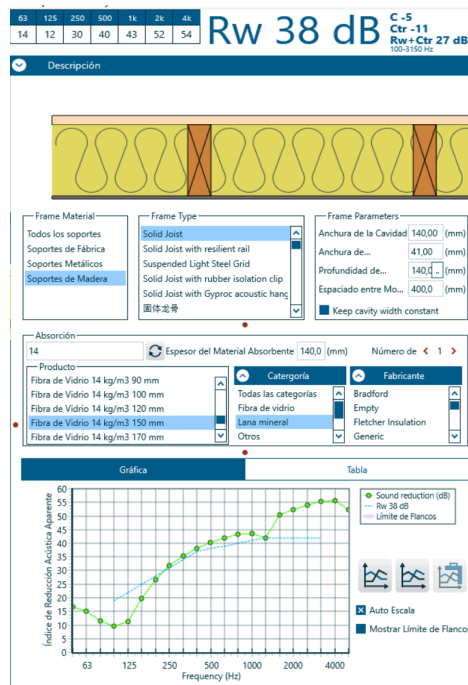 63 125 250 500 1k 2k 4k
14 12 30 40 43 52 54
Rw 38 dB
C -5
Ctr -11
Rw+Ctr 27 dB
100-3150 Hz
Descripción
Frame Material
Todos los soportes
Soportes de Fábrica
Soportes Metálicos
Soportes de Madera
Frame Type
Solid Joist
Solid Joist with resilient rail
Suspended Light Steel Grid
Solid Joist with rubber isolation clip
Solid Joist with Gyproc acoustic hang
固体龙骨
Frame Parameters
Anchura de la Cavidad 140,00 (mm)
Anchura de... 41,00 (mm)
Profundidad de... 140,0 .. (mm)
Espaciado entre Mo... 400,0 (mm)
Keep cavity width constant
Absorción
14 Espesor del Material Absorbente 140,0 (mm) Número de < 1 >
Producto
Fibra de Vidrio 14 kg/m3 90 mm
Fibra de Vidrio 14 kg/m3 100 mm
Fibra de Vidrio 14 kg/m3 120 mm
Fibra de Vidrio 14 kg/m3 150 mm
Fibra de Vidrio 14 kg/m3 170 mm
Catergoría
Todas las categorías
Fibra de vidrio
Lana mineral
Otros
Fabricante
Bradford
Empty
Fletcher Insulation
Generic
Gráfica Tabla
Índice de Reducción Acústica Aparente
60
55
50
45
40
35
30
25
20
15
10
5
0
63 125 250 500 1000 2000 4000
Frequency (Hz)
Sound reduction (dB)
Rw 38 dB
Límite de Flancos
Auto Escala
Mostrar Límite de Flanco